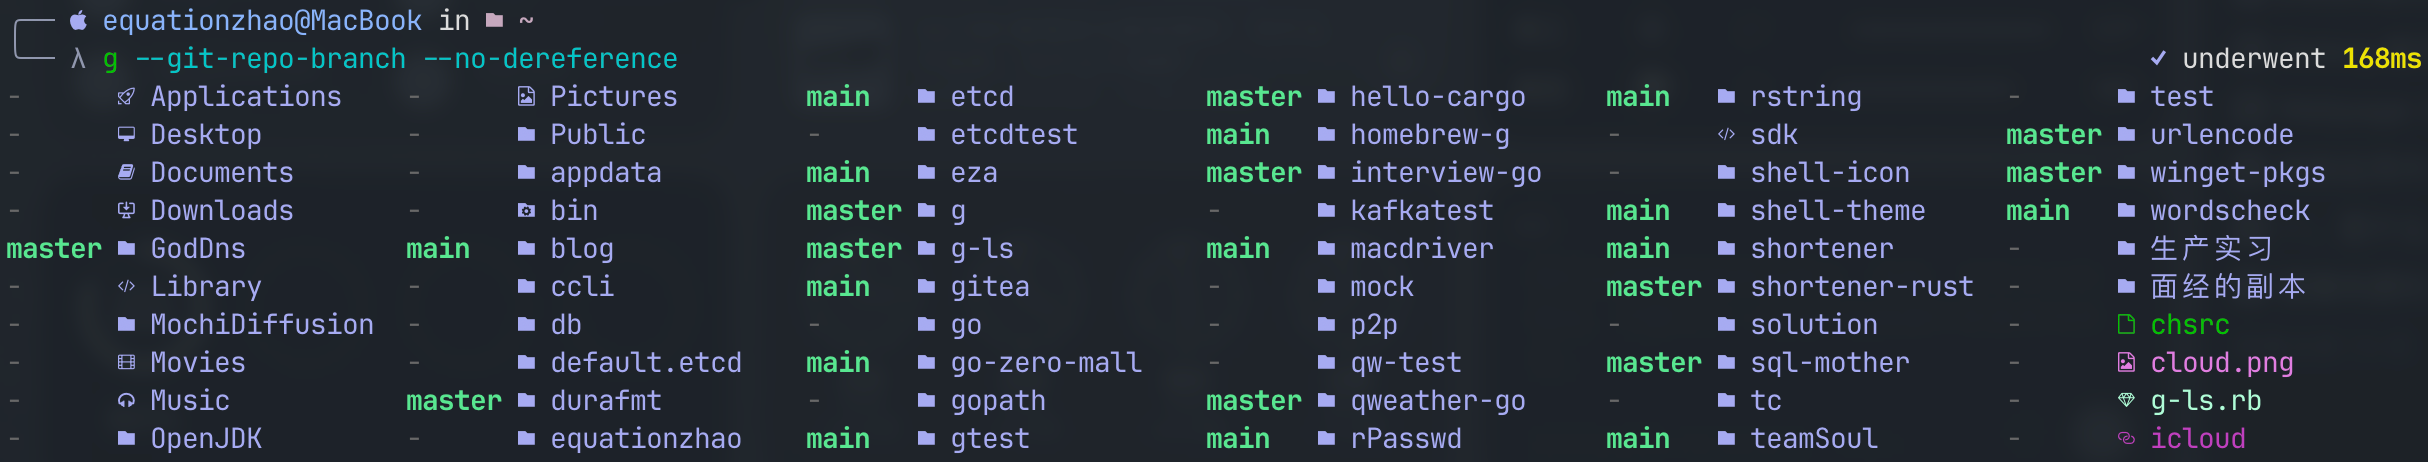 equationzhao@MacBook in ~
λ g --git-repo-branch --no-dereference ✓ underwent 168ms
- Applications - Pictures main etcd master hello-cargo main rstring - test
- Desktop - Public - etcdtest main homebrew-g - sdk master urlencode
- Documents - appdata main eza master interview-go - shell-icon master winget-pkgs
- Downloads - bin master g - kafkatest main shell-theme main wordscheck
master GodDns main blog master g-ls main macdriver main shortener - 生产实习
- Library - ccli main gitea - mock master shortener-rust - 面经的副本
- MochiDiffusion - db - go - p2p - solution - chsrc
- Movies - default.etcd main go-zero-mall - qw-test master sql-mother - cloud.png
- Music master durafmt - gopath master qweather-go - tc - g-ls.rb
- OpenJDK - equationzhao main gtest main rPasswd main teamSoul - icloud